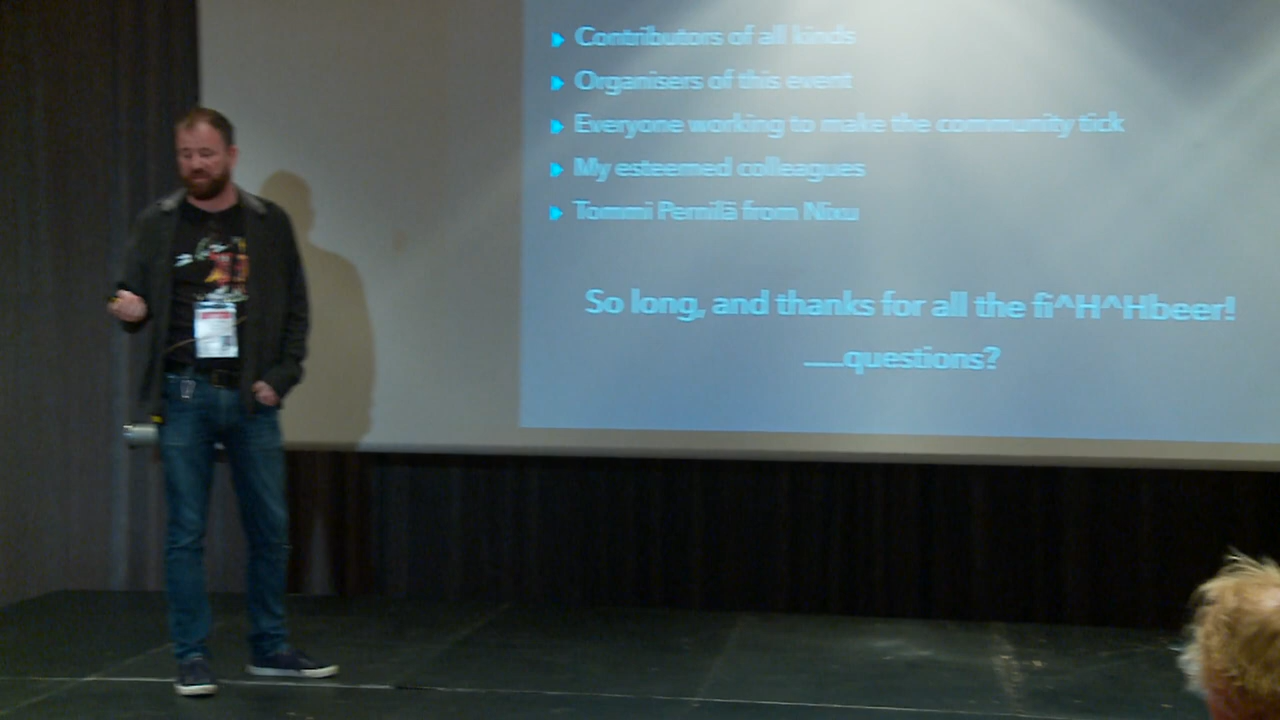 Contributors of all kinds
Organisers of this event
Everyone working to make the community tick
My esteemed colleagues
Tommi Pernilä from Nixu
So long, and thanks for all the fi^H^Hbeer!
.....questions?